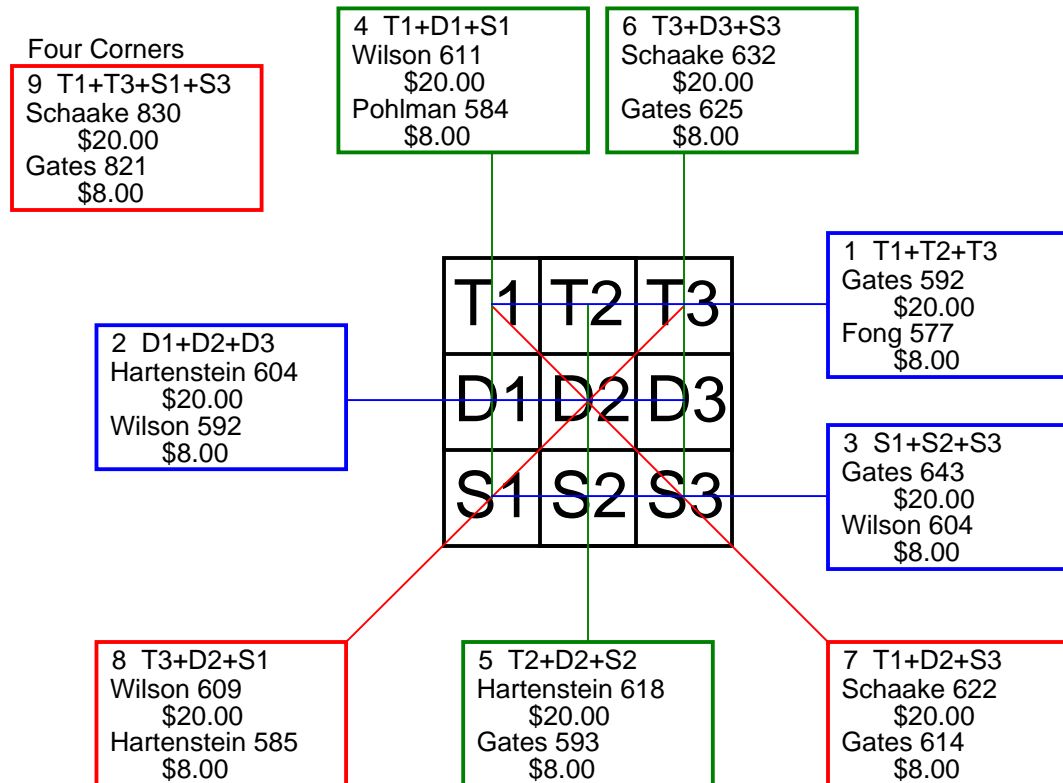 Four Corners
9 T1+T3+S1+S3
Schaake 830
$20.00
Gates 821
$8.00
4 T1+D1+S1
Wilson 611
$20.00
Pohlman 584
$8.00
6 T3+D3+S3
Schaake 632
$20.00
Gates 625
$8.00
1 T1+T2+T3
Gates 592
$20.00
Fong 577
$8.00
T1 T2 T3
2 D1+D2+D3
Hartenstein 604
$20.00
Wilson 592
$8.00
D1 D2 D3
3 S1+S2+S3
Gates 643
$20.00
Wilson 604
$8.00
S1 S2 S3
8 T3+D2+S1
Wilson 609
$20.00
Hartenstein 585
$8.00
5 T2+D2+S2
Hartenstein 618
$20.00
Gates 593
$8.00
7 T1+D2+S3
Schaake 622
$20.00
Gates 614
$8.00